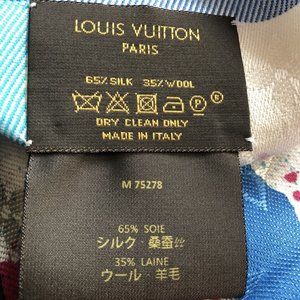 LOUIS VUITTON
PARIS
65% SILK 35% WOOL
P
DRY CLEAN ONLY
MADE IN ITALY
M 75278
65% SOIE
シルク・桑蚕丝
35% LAINE
ウール・羊毛